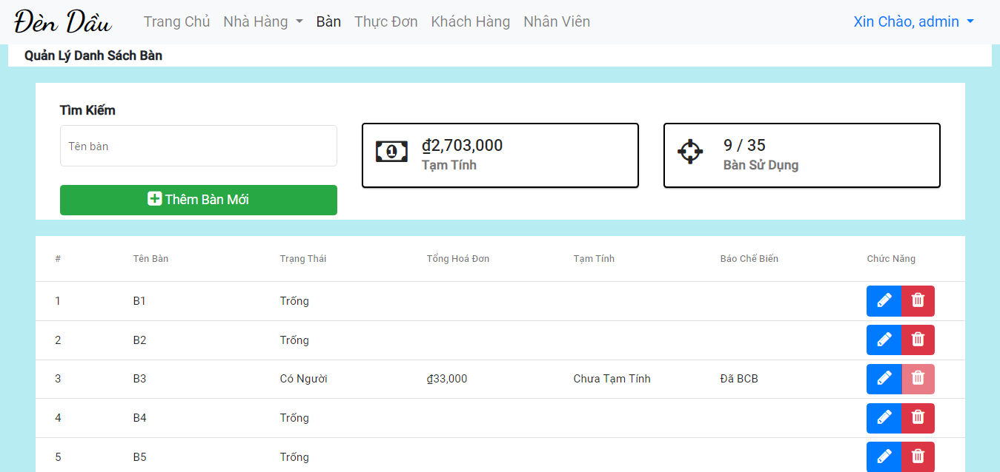 Đèn Dầu Trang Chủ Nhà Hàng Bàn Thực Đơn Khách Hàng Nhân Viên Xin Chào, admin
Quản Lý Danh Sách Bàn
Tìm Kiếm
Tên bàn
Thêm Bàn Mới
1
₫2,703,000
Tạm Tính
9 / 35
Bàn Sử Dụng
# Tên Bàn Trạng Thái Tổng Hoá Đơn Tạm Tính Báo Chế Biến Chức Năng
1 B1 Trống
2 B2 Trống
3 B3 Có Người ₫33,000 Chưa Tạm Tính Đã BCB
4 B4 Trống
5 B5 Trống